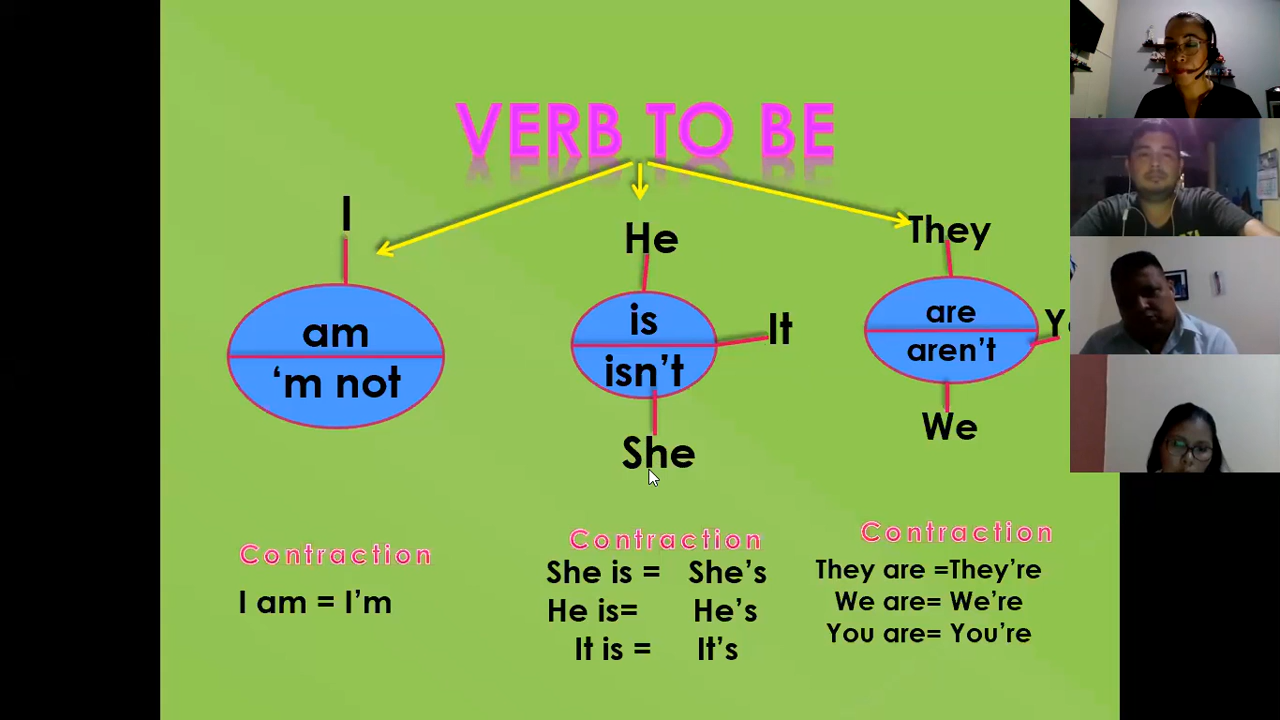 VERB TO BE
I
am
‘m not
He
is
isn’t
It
She
They
are
aren’t
We
Contraction
I am = I’m
Contraction
She is = She’s
He is= He’s
It is = It’s
Contraction
They are =They’re
We are= We’re
You are= You’re